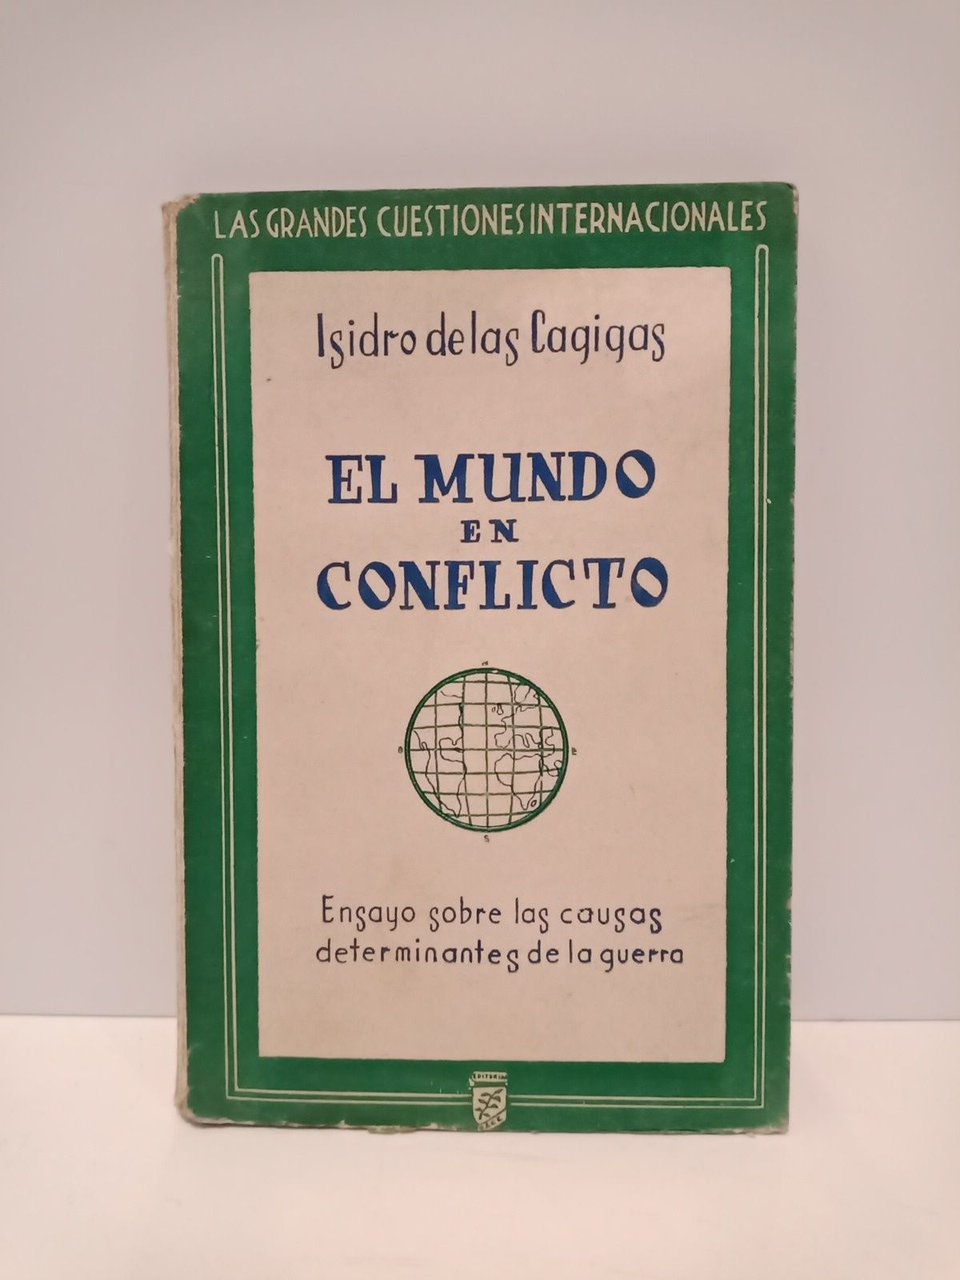 LAS GRANDES CUESTIONES INTERNACIONALES
Isidro de las Cagigas
EL MUNDO
EN
CONFLICTO
N
O
E
S
Ensayo sobre las causas
determinantes de la guerra
EDITORIAL